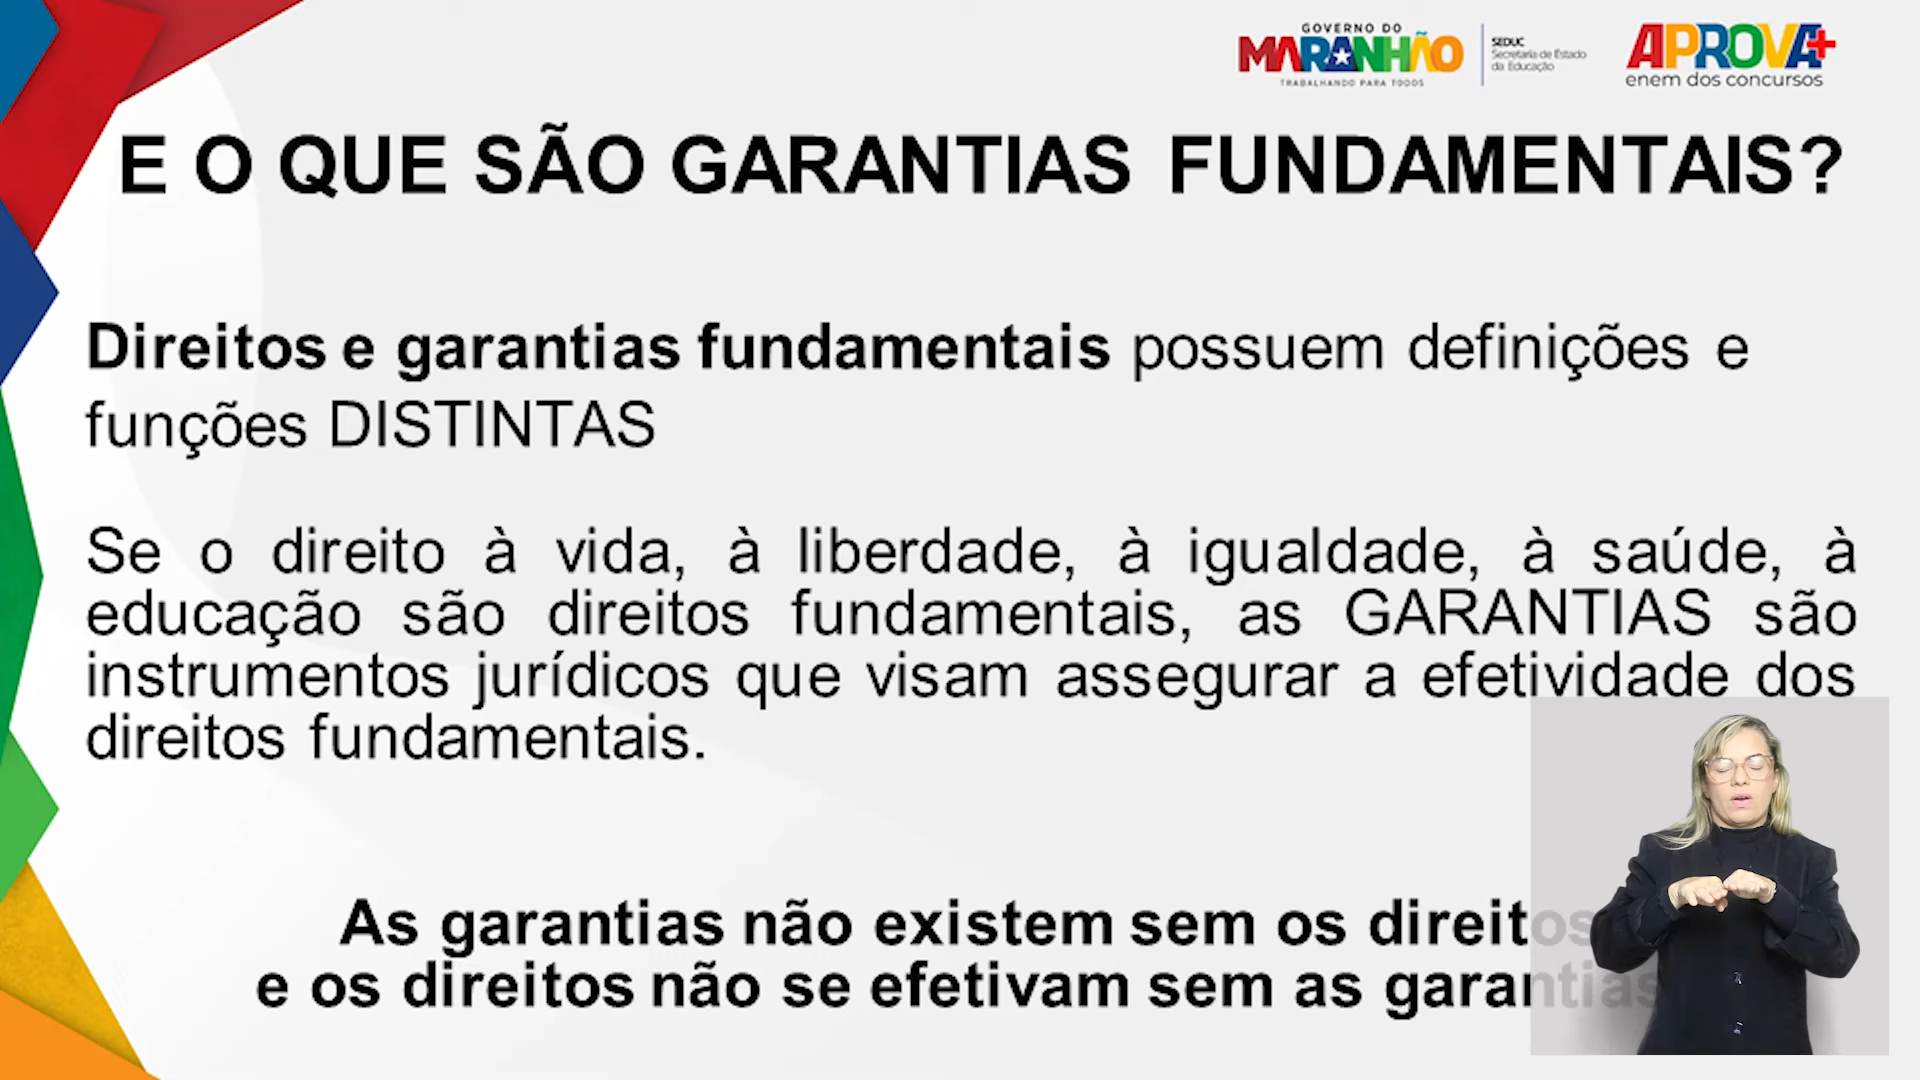 GOVERNO DO
MARANHÃO
TRABALHANDO PARA TODOS
SEDUC
Secretaria de Estado
da Educação
APROVA+
enem dos concursos
E O QUE SÃO GARANTIAS FUNDAMENTAIS?
Direitos e garantias fundamentais possuem definições e
funções DISTINTAS
Se o direito à vida, à liberdade, à igualdade, à saúde, à
educação são direitos fundamentais, as GARANTIAS são
instrumentos jurídicos que visam assegurar a efetividade dos
direitos fundamentais.
As garantias não existem sem os direitos
e os direitos não se efetivam sem as garantias